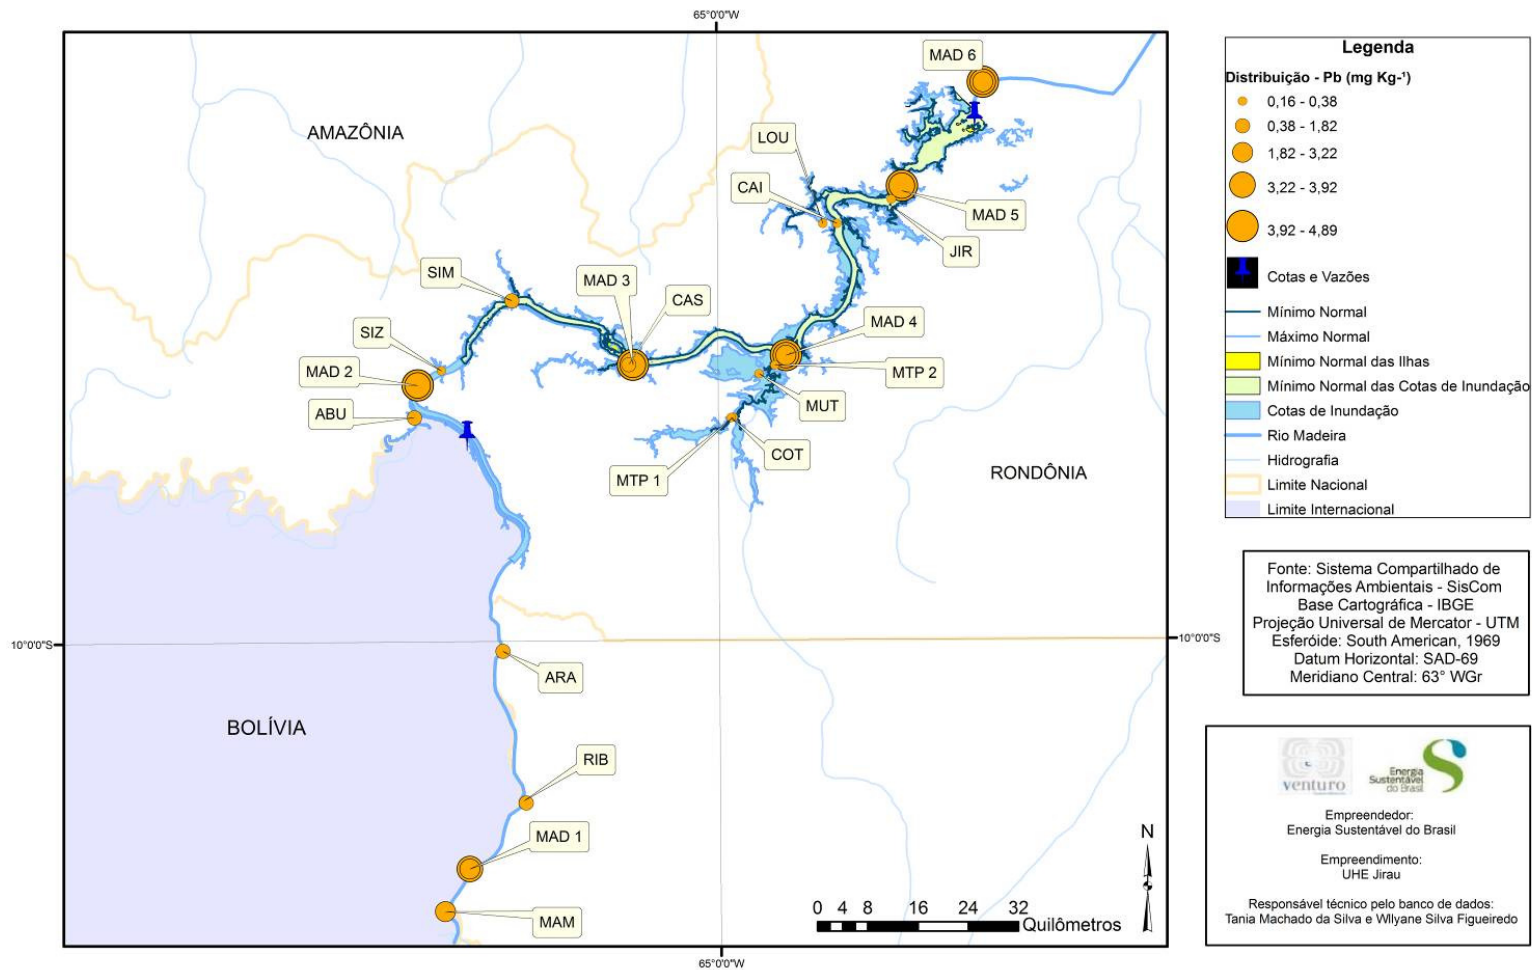 65°0'0"W
MAD 6
AMAZÔNIA
LOU
CAI
MAD 5
JIR
SIM
MAD 3
CAS
SIZ
MAD 4
MAD 2
MTP 2
ABU
MUT
COT
MTP 1
RONDÔNIA
10°0'0"S
10°0'0"S
ARA
BOLÍVIA
RIB
MAD 1
MAM
N
0 4 8 16 24 32
Quilômetros
65°0'0"W
Legenda
Distribuição - Pb (mg Kg-¹)
0,16 - 0,38
0,38 - 1,82
1,82 - 3,22
3,22 - 3,92
3,92 - 4,89
Cotas e Vazões
Mínimo Normal
Máximo Normal
Mínimo Normal das Ilhas
Mínimo Normal das Cotas de Inundação
Cotas de Inundação
Rio Madeira
Hidrografia
Limite Nacional
Limite Internacional
Fonte: Sistema Compartilhado de
Informações Ambientais - SisCom
Base Cartográfica - IBGE
Projeção Universal de Mercator - UTM
Esferóide: South American, 1969
Datum Horizontal: SAD-69
Meridiano Central: 63° WGr
venturo
Energia
Sustentável
do Brasil
Empreendedor:
Energia Sustentável do Brasil
Empreendimento:
UHE Jirau
Responsável técnico pelo banco de dados:
Tania Machado da Silva e Wllyane Silva Figueiredo